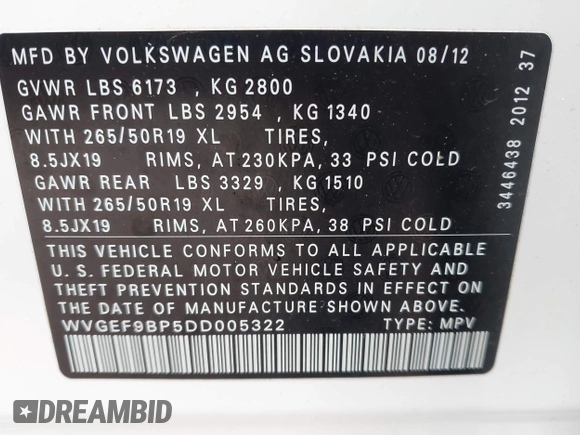 MFD BY VOLKSWAGEN AG SLOVAKIA 08/12
GVWR LBS 6173 , KG 2800
GAWR FRONT LBS 2954 , KG 1340
WITH 265/50R19 XL TIRES,
8.5JX19 RIMS, AT 230KPA, 33 PSI COLD
GAWR REAR LBS 3329 , KG 1510
WITH 265/50R19 XL TIRES,
8.5JX19 RIMS, AT 260KPA, 38 PSI COLD
THIS VEHICLE CONFORMS TO ALL APPLICABLE
U. S. FEDERAL MOTOR VEHICLE SAFETY AND
THEFT PREVENTION STANDARDS IN EFFECT ON
THE DATE OF MANUFACTURE SHOWN ABOVE.
WVGEF9BP5DD005322 TYPE: MPV
3446438 2012 37
DREAMBID